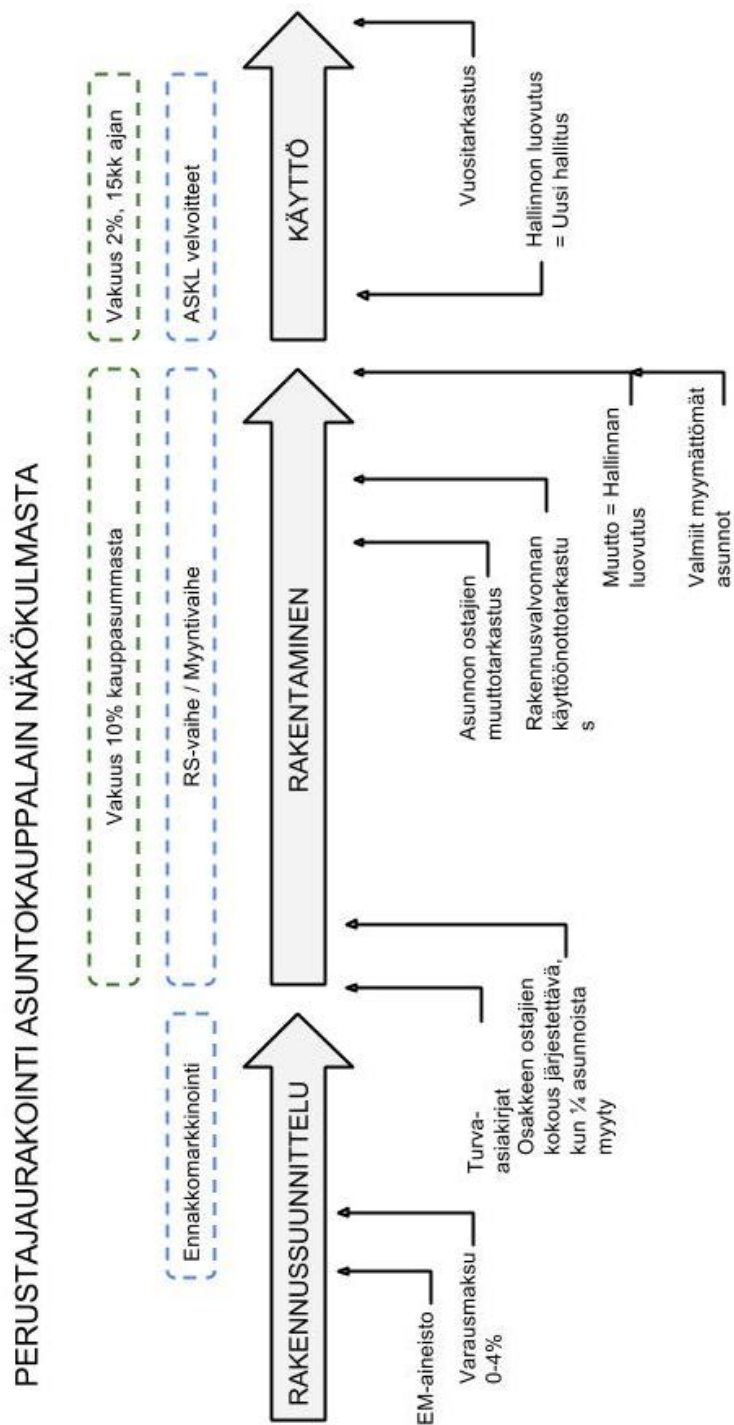 PERUSTAJAURAKOINTI ASUNTOKAUPPALAIN NÄKÖKULMASTA
Vakuus 10% kauppasummasta
Vakuus 2%, 15kk ajan
Ennakkomarkkinointi
RS-vaihe / Myyntivaihe
ASKL velvoitteet
RAKENNUSSUUNNITTELU
RAKENTAMINEN
KÄYTTÖ
EM-aineisto
Varausmaksu
0-4%
Turva-
asiakirjat
Osakkeen ostajien
kokous järjestettävä,
kun ¼ asunnoista
myyty
Asunnon ostajien
muuttotarkastus
Rakennusvalvonnan
käyttöönottotarkastu
s
Muutto = Hallinnan
luovutus
Valmiit myymättömät
asunnot
Vuositarkastus
Hallinnon luovutus
= Uusi hallitus